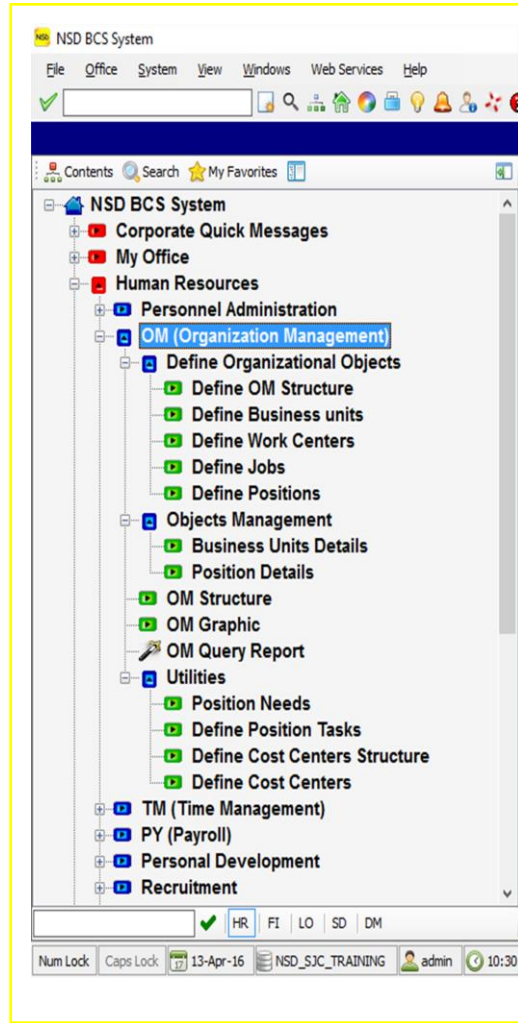 NSD NSD BCS System
File Office System View Windows Web Services Help
Contents Search My Favorites
NSD BCS System
Corporate Quick Messages
My Office
Human Resources
Personnel Administration
OM (Organization Management)
Define Organizational Objects
Define OM Structure
Define Business units
Define Work Centers
Define Jobs
Define Positions
Objects Management
Business Units Details
Position Details
OM Structure
OM Graphic
OM Query Report
Utilities
Position Needs
Define Position Tasks
Define Cost Centers Structure
Define Cost Centers
TM (Time Management)
PY (Payroll)
Personal Development
Recruitment
HR FI LO SD DM
Num Lock Caps Lock 17 13-Apr-16 NSD_SJC_TRAINING admin 10:30